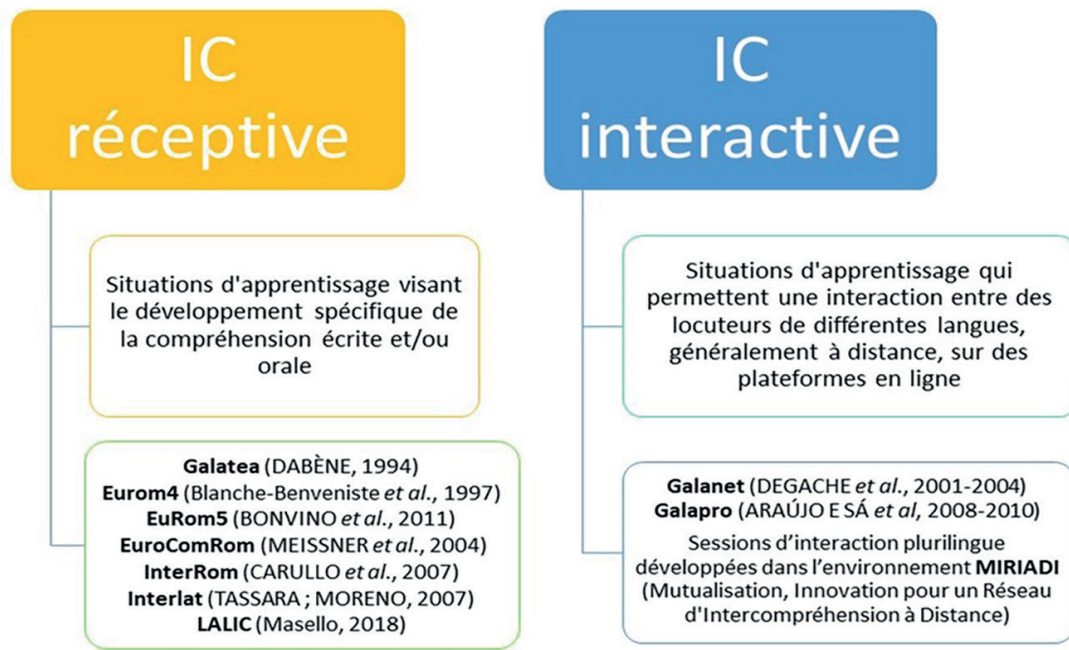 IC
réceptive
Situations d'apprentissage visant
le développement spécifique de
la compréhension écrite et/ou
orale
Galatea (DABÈNE, 1994)
Eurom4 (Blanche-Benveniste et al., 1997)
EuRom5 (BONVINO et al., 2011)
EuroComRom (MEISSNER et al., 2004)
InterRom (CARULLO et al., 2007)
Interlat (TASSARA ; MORENO, 2007)
LALIC (Masello, 2018)
IC
interactive
Situations d'apprentissage qui
permettent une interaction entre des
locuteurs de différentes langues,
généralement à distance, sur des
plateformes en ligne
Galanet (DEGACHE et al., 2001-2004)
Galapro (ARAÚJO E SÁ et al, 2008-2010)
Sessions d’interaction plurilingue
développées dans l’environnement MIRIADI
(Mutualisation, Innovation pour un Réseau
d'Intercompréhension à Distance)